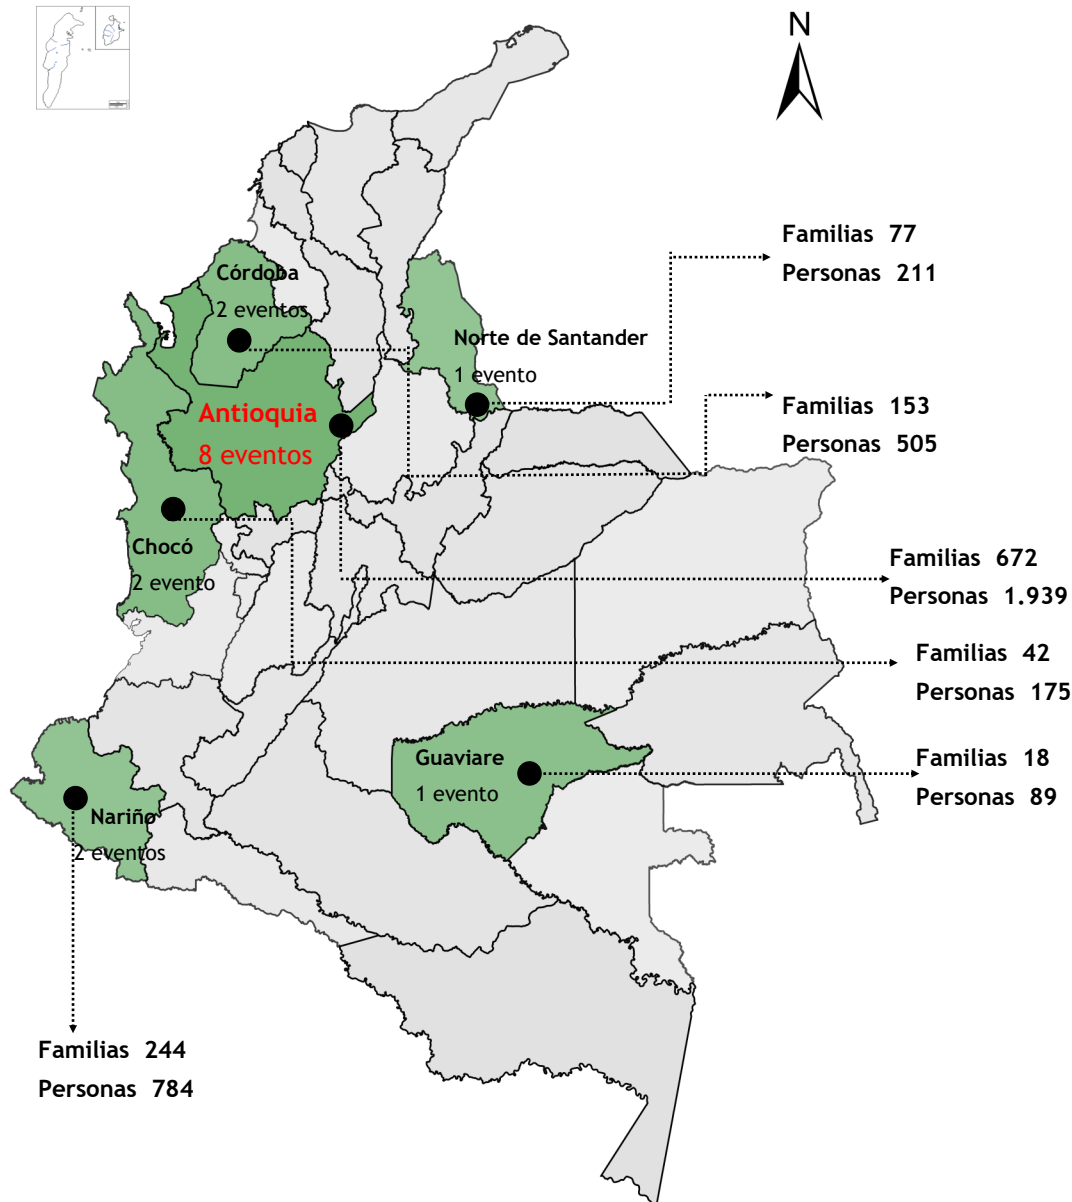 N
Familias 77
Personas 211
Córdoba
2 eventos
Norte de Santander
1 evento
Familias 153
Personas 505
Antioquia
8 eventos
Chocó
2 evento
Familias 672
Personas 1.939
Familias 42
Personas 175
Guaviare
1 evento
Familias 18
Personas 89
Nariño
2 eventos
Familias 244
Personas 784